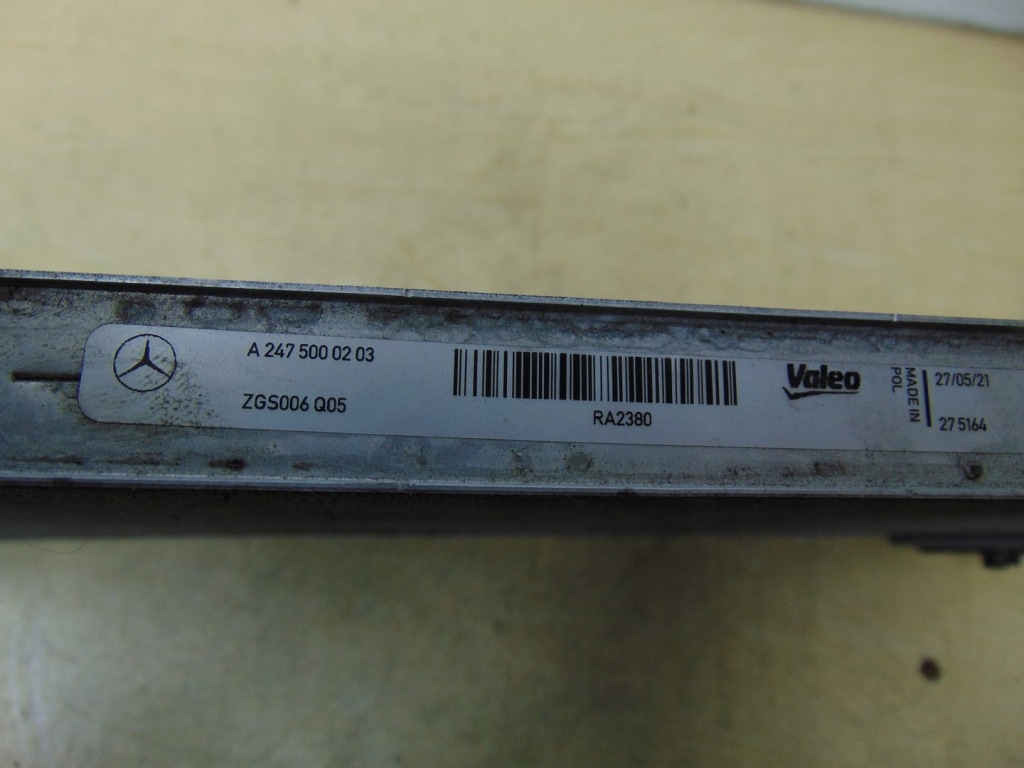 A 247 500 02 03
ZGS006 Q05
RA2380
Valeo
MADE IN
POL
27/05/21
27 5164